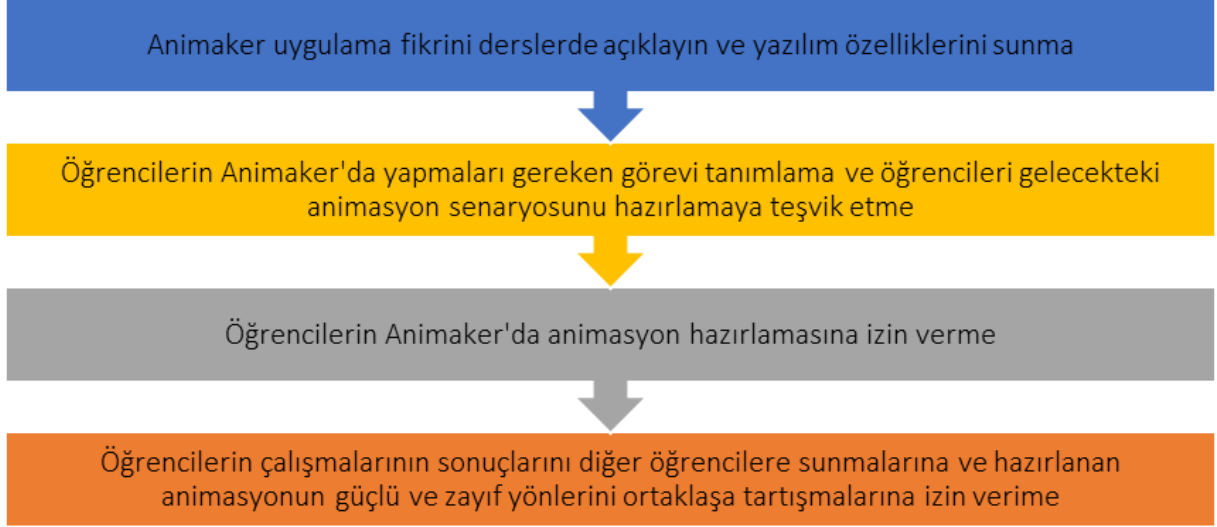 Animaker uygulama fikrini derslerde açıklayın ve yazılım özelliklerini sunma
Öğrencilerin Animaker'da yapmaları gereken görevi tanımlama ve öğrencileri gelecekteki
animasyon senaryosunu hazırlamaya teşvik etme
Öğrencilerin Animaker'da animasyon hazırlamasına izin verme
Öğrencilerin çalışmalarının sonuçlarını diğer öğrencilere sunmalarına ve hazırlanan
animasyonun güçlü ve zayıf yönlerini ortaklaşa tartışmalarına izin verime